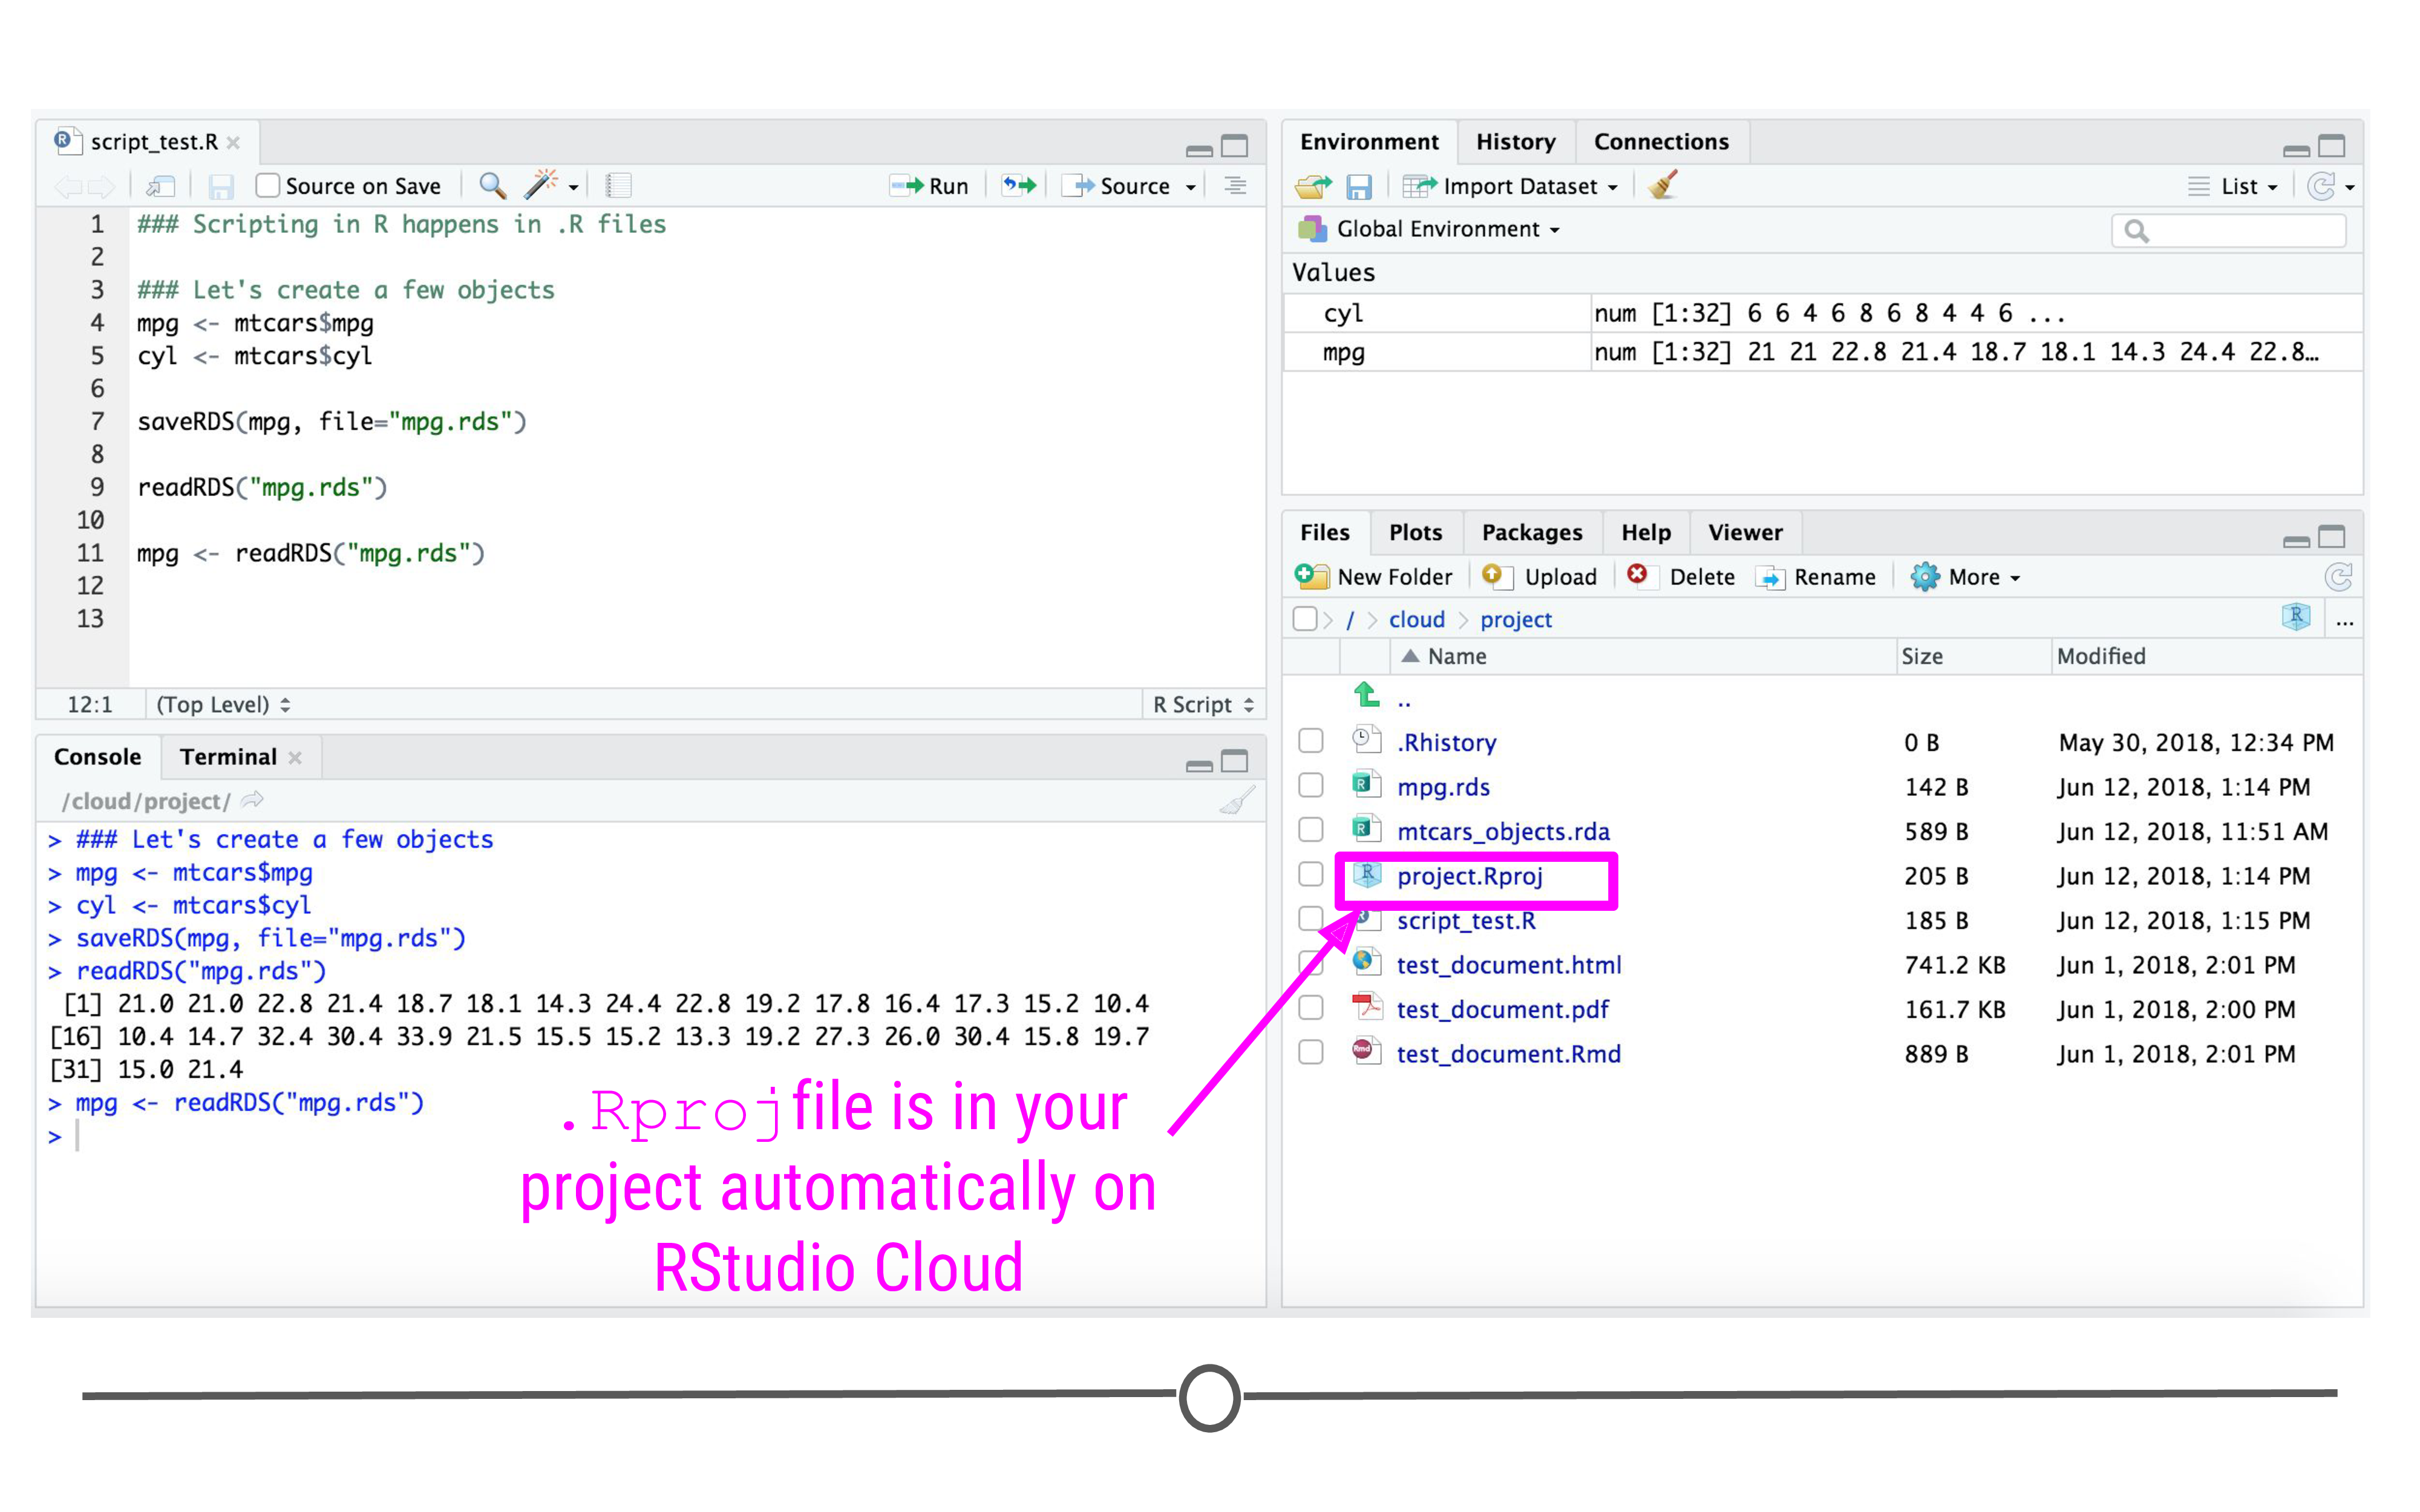 script_test.R
Source on Save
Run
Source
1 ### Scripting in R happens in .R files
2
3 ### Let's create a few objects
4 mpg <- mtcars$mpg
5 cyl <- mtcars$cyl
6
7 saveRDS(mpg, file="mpg.rds")
8
9 readRDS("mpg.rds")
10
11 mpg <- readRDS("mpg.rds")
12
13
12:1 (Top Level) R Script
Console Terminal
/cloud/project/
> ### Let's create a few objects
> mpg <- mtcars$mpg
> cyl <- mtcars$cyl
> saveRDS(mpg, file="mpg.rds")
> readRDS("mpg.rds")
[1] 21.0 21.0 22.8 21.4 18.7 18.1 14.3 24.4 22.8 19.2 17.8 16.4 17.3 15.2 10.4
[16] 10.4 14.7 32.4 30.4 33.9 21.5 15.5 15.2 13.3 19.2 27.3 26.0 30.4 15.8 19.7
[31] 15.0 21.4
> mpg <- readRDS("mpg.rds")
>
.Rproj file is in your
project automatically on
RStudio Cloud
Environment History Connections
Import Dataset List
Global Environment
Values
cyl num [1:32] 6 6 4 6 8 6 8 4 4 6 ...
mpg num [1:32] 21 21 22.8 21.4 18.7 18.1 14.3 24.4 22.8…
Files Plots Packages Help Viewer
New Folder Upload Delete Rename More
/ > cloud > project ...
Name Size Modified
..
.Rhistory 0 B May 30, 2018, 12:34 PM
mpg.rds 142 B Jun 12, 2018, 1:14 PM
mtcars_objects.rda 589 B Jun 12, 2018, 11:51 AM
project.Rproj 205 B Jun 12, 2018, 1:14 PM
script_test.R 185 B Jun 12, 2018, 1:15 PM
test_document.html 741.2 KB Jun 1, 2018, 2:01 PM
test_document.pdf 161.7 KB Jun 1, 2018, 2:00 PM
test_document.Rmd 889 B Jun 1, 2018, 2:01 PM